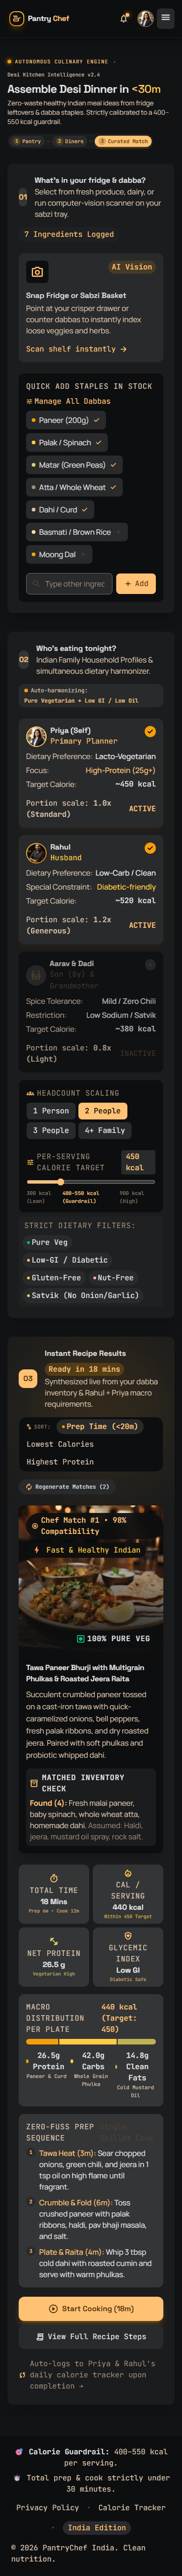 Pantry Chef
AUTONOMOUS CULINARY ENGINE •
Desi Kitchen Intelligence v2.4
Assemble Desi Dinner in <30m
Zero-waste healthy Indian meal ideas from fridge
leftovers & dabba staples. Strictly calibrated to a 400–
550 kcal guardrail.
1 Pantry
2 Diners
3 Curated Match
01
What's in your fridge & dabba?
Select from fresh produce, dairy, or
run computer-vision scanner on your
sabzi tray.
7 Ingredients Logged
AI Vision
Snap Fridge or Sabzi Basket
Point at your crisper drawer or
counter dabbas to instantly index
loose veggies and herbs.
Scan shelf instantly →
QUICK ADD STAPLES IN STOCK
Manage All Dabbas
Paneer (200g)
Palak / Spinach
Matar (Green Peas)
Atta / Whole Wheat
Dahi / Curd
Basmati / Brown Rice
Moong Dal
Type other ingrec
+ Add
02
Who's eating tonight?
Indian Family Household Profiles &
simultaneous dietary harmonizer.
Auto-harmonizing:
Pure Vegetarian + Low GI / Low Oil
Priya (Self)
Primary Planner
Dietary Preference: Lacto-Vegetarian
Focus: High-Protein (25g+)
Target Calorie: ~450 kcal
Portion scale: 1.0x
(Standard)
ACTIVE
Rahul
Husband
Dietary Preference: Low-Carb / Clean
Special Constraint: Diabetic-friendly
Target Calorie: ~520 kcal
Portion scale: 1.2x
(Generous)
ACTIVE
Aarav & Dadi
Son (8y) &
Grandmother
Spice Tolerance: Mild / Zero Chili
Restriction: Low Sodium / Satvik
Target Calorie: ~380 kcal
Portion scale: 0.8x
(Light)
INACTIVE
HEADCOUNT SCALING
1 Person
2 People
3 People
4+ Family
PER-SERVING
CALORIE TARGET
450
kcal
300 kcal
(Lean)
400–550 kcal
(Guardrail)
900 kcal
(High)
STRICT DIETARY FILTERS:
Pure Veg
Low-GI / Diabetic
Gluten-Free
Nut-Free
Satvik (No Onion/Garlic)
03
Instant Recipe Results
Ready in 18 mins
Synthesized live from your dabba
inventory & Rahul + Priya macro
requirements.
SORT:
Prep Time (<20m)
Lowest Calories
Highest Protein
Regenerate Matches (2)
Chef Match #1 • 98%
Compatibility
Fast & Healthy Indian
100% PURE VEG
Tawa Paneer Bhurji with Multigrain
Phulkas & Roasted Jeera Raita
Succulent crumbled paneer tossed
on a cast-iron tawa with quick-
caramelized onions, bell peppers,
fresh palak ribbons, and dry roasted
jeera. Paired with soft phulkas and
probiotic whipped dahi.
MATCHED INVENTORY
CHECK
Found (4): Fresh malai paneer,
baby spinach, whole wheat atta,
homemade dahi. Assumed: Haldi,
jeera, mustard oil spray, rock salt.
TOTAL TIME
18 Mins
Prep 6m • Cook 12m
CAL /
SERVING
440 kcal
Within 450 Target
NET PROTEIN
26.5 g
Vegetarian High
GLYCEMIC
INDEX
Low GI
Diabetic Safe
MACRO
DISTRIBUTION
PER PLATE
440 kcal
(Target:
450)
26.5g
Protein
Paneer & Curd
42.0g
Carbs
Whole Grain
Phulka
14.8g
Clean
Fats
Cold Mustard
Oil
ZERO-FUSS PREP
SEQUENCE
1 Tawa Heat (3m): Sear chopped
onions, green chili, and jeera in 1
tsp oil on high flame until
fragrant.
2 Crumble & Fold (6m): Toss
crushed paneer with palak
ribbons, haldi, pav bhaji masala,
and salt.
3 Plate & Raita (4m): Whip 3 tbsp
cold dahi with roasted cumin and
serve with warm phulkas.
Start Cooking (18m)
View Full Recipe Steps
Auto-logs to Priya & Rahul's
daily calorie tracker upon
completion →
Calorie Guardrail: 400–550 kcal
per serving.
Total prep & cook strictly under
30 minutes.
Privacy Policy • Calorie Tracker
• India Edition
© 2026 PantryChef India. Clean
nutrition.